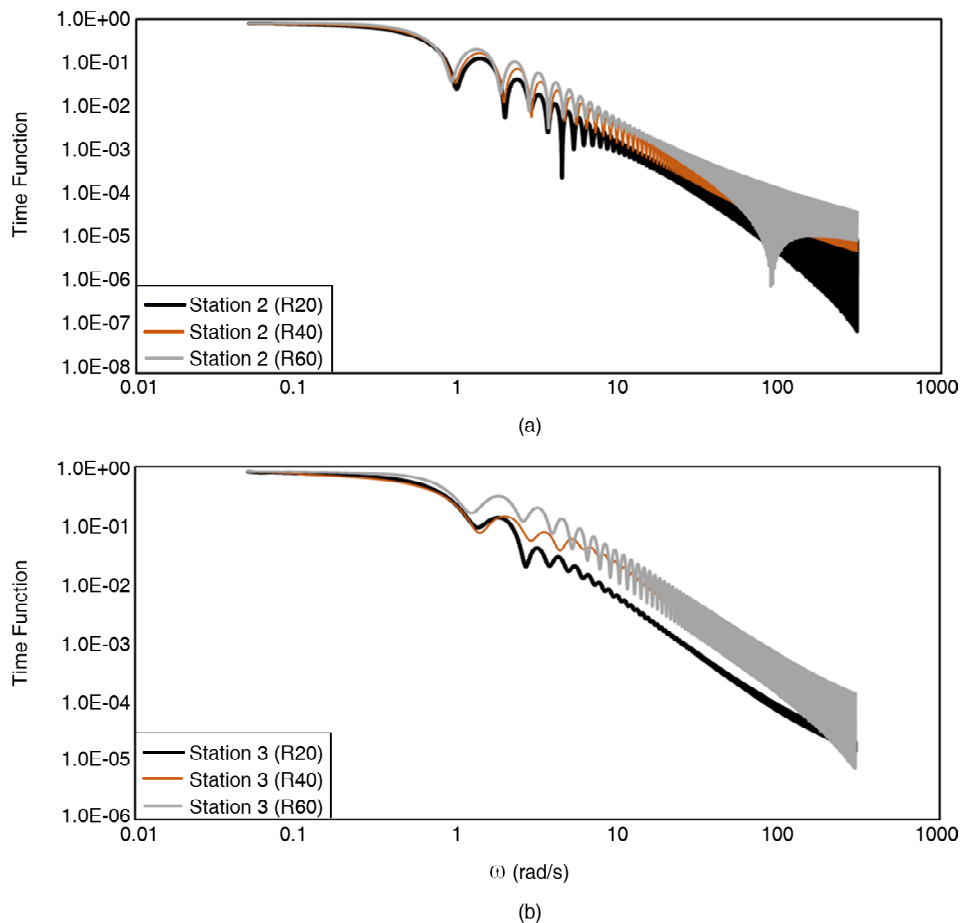 1.0E+00
1.0E-01
1.0E-02
1.0E-03
1.0E-04
1.0E-05
1.0E-06
1.0E-07
1.0E-08
Time Function
Station 2 (R20)
Station 2 (R40)
Station 2 (R60)
0.01 0.1 1 10 100 1000
(a)
1.0E+00
1.0E-01
1.0E-02
1.0E-03
1.0E-04
1.0E-05
1.0E-06
Time Function
Station 3 (R20)
Station 3 (R40)
Station 3 (R60)
0.01 0.1 1 10 100 1000
ω (rad/s)
(b)